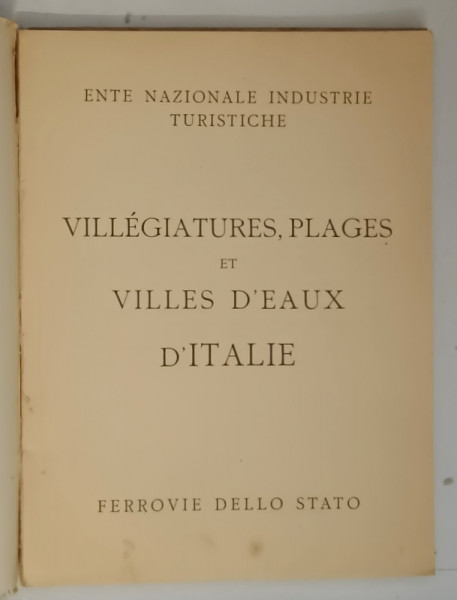 ENTE NAZIONALE INDUSTRIE
TURISTICHE
VILLÉGIATURES, PLAGES
ET
VILLES D'EAUX
D'ITALIE
FERROVIE DELLO STATO